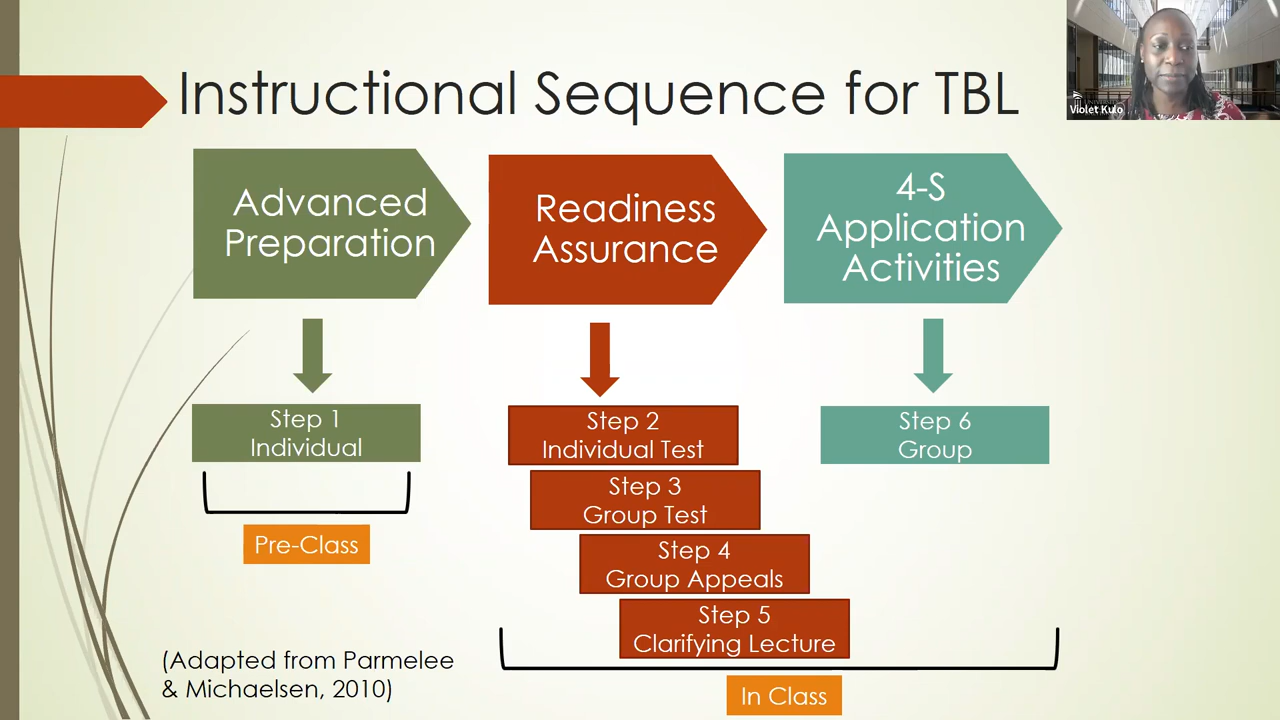 Instructional Sequence for TBL
Violet Kulo
Advanced
Preparation
Readiness
Assurance
4-S
Application
Activities
Step 1
Individual
Step 2
Individual Test
Step 6
Group
Step 3
Group Test
Pre-Class
Step 4
Group Appeals
Step 5
Clarifying Lecture
(Adapted from Parmelee
& Michaelsen, 2010)
In Class